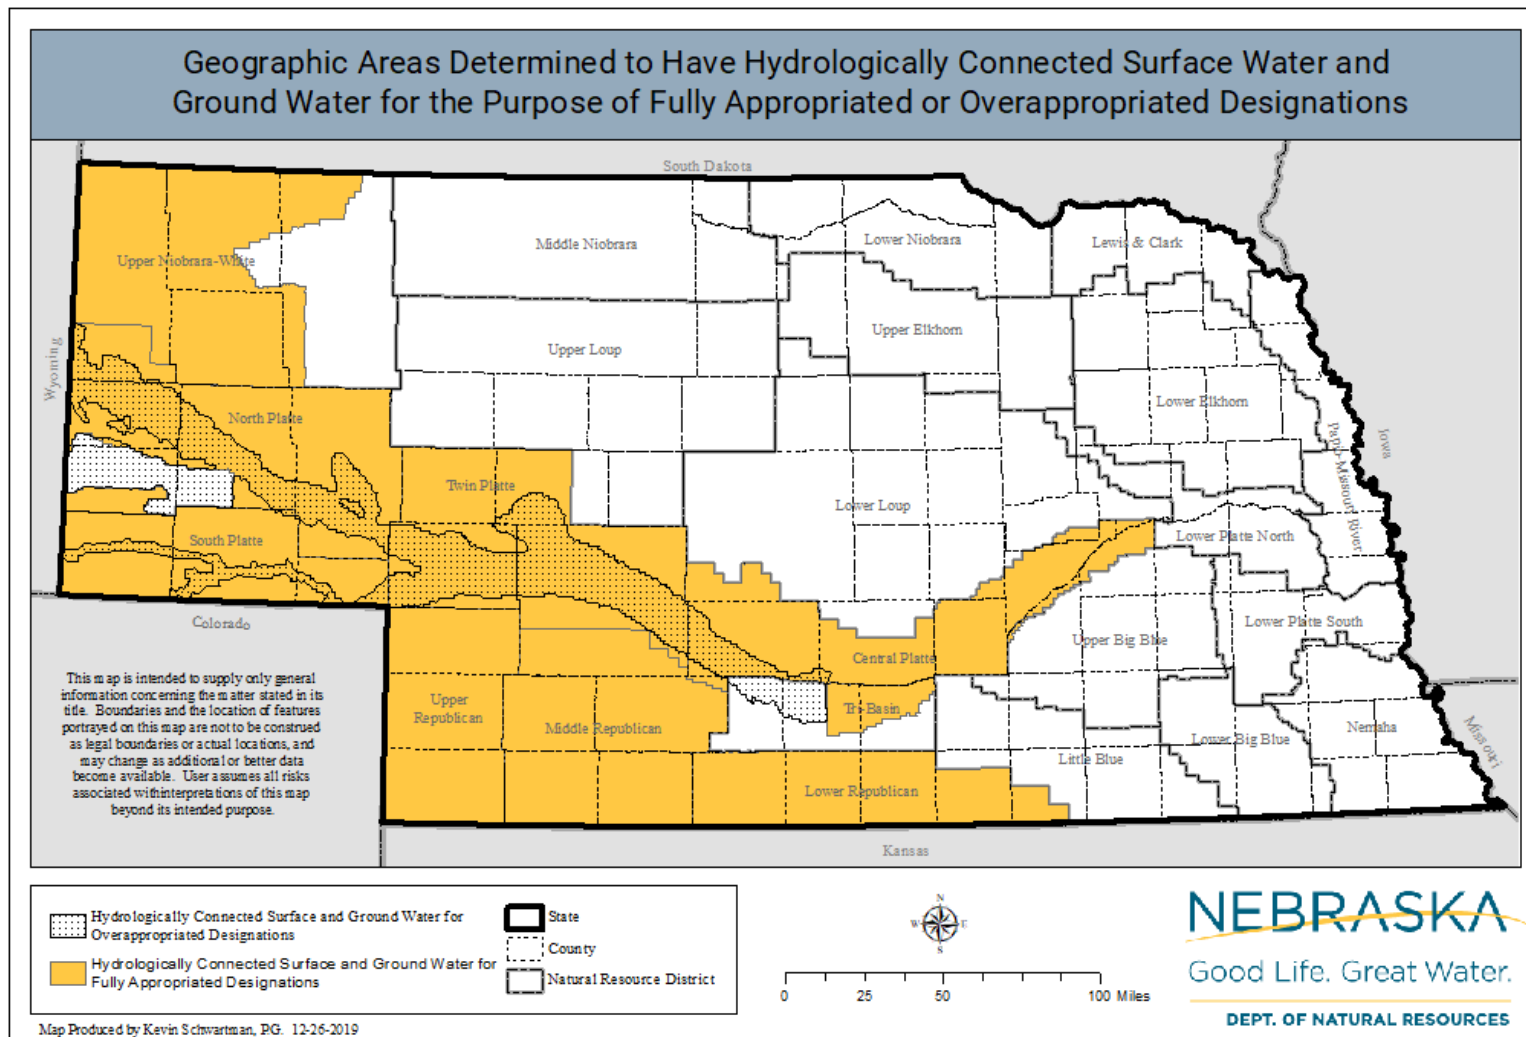 Geographic Areas Determined to Have Hydrologically Connected Surface Water and
Ground Water for the Purpose of Fully Appropriated or Overappropriated Designations
South Dakota
Middle Niobrara
Lower Niobrara
Lewis & Clark
Upper Niobrara-White
Upper Elkhorn
Upper Loup
Wyoming
Lower Elkhorn
North Platte
Iowa
Papio-Missouri River
Twin Platte
Lower Loup
South Platte
Lower Platte North
Colorado
Lower Platte South
Upper Big Blue
Central Platte
This map is intended to supply only general
information concerning the matter stated in its
title. Boundaries and the location of features
portrayed on this map are not to be construed
as legal boundaries or actual locations, and
may change as additional or better data
become available. User assumes all risks
associated withinterpretations of this map
beyond its intended purpose.
Upper
Republican
Middle Republican
Tri-Basin
Nemaha
Lower Big Blue
Missouri
Little Blue
Lower Republican
Kansas
Hydrologically Connected Surface and Ground Water for
Overappropriated Designations
Hydrologically Connected Surface and Ground Water for
Fully Appropriated Designations
State
County
Natural Resource District
N
W
E
S
0 25 50 100 Miles
NEBRASKA
Good Life. Great Water.
DEPT. OF NATURAL RESOURCES
Map Produced by Kevin Schwartman, PG. 12-26-2019